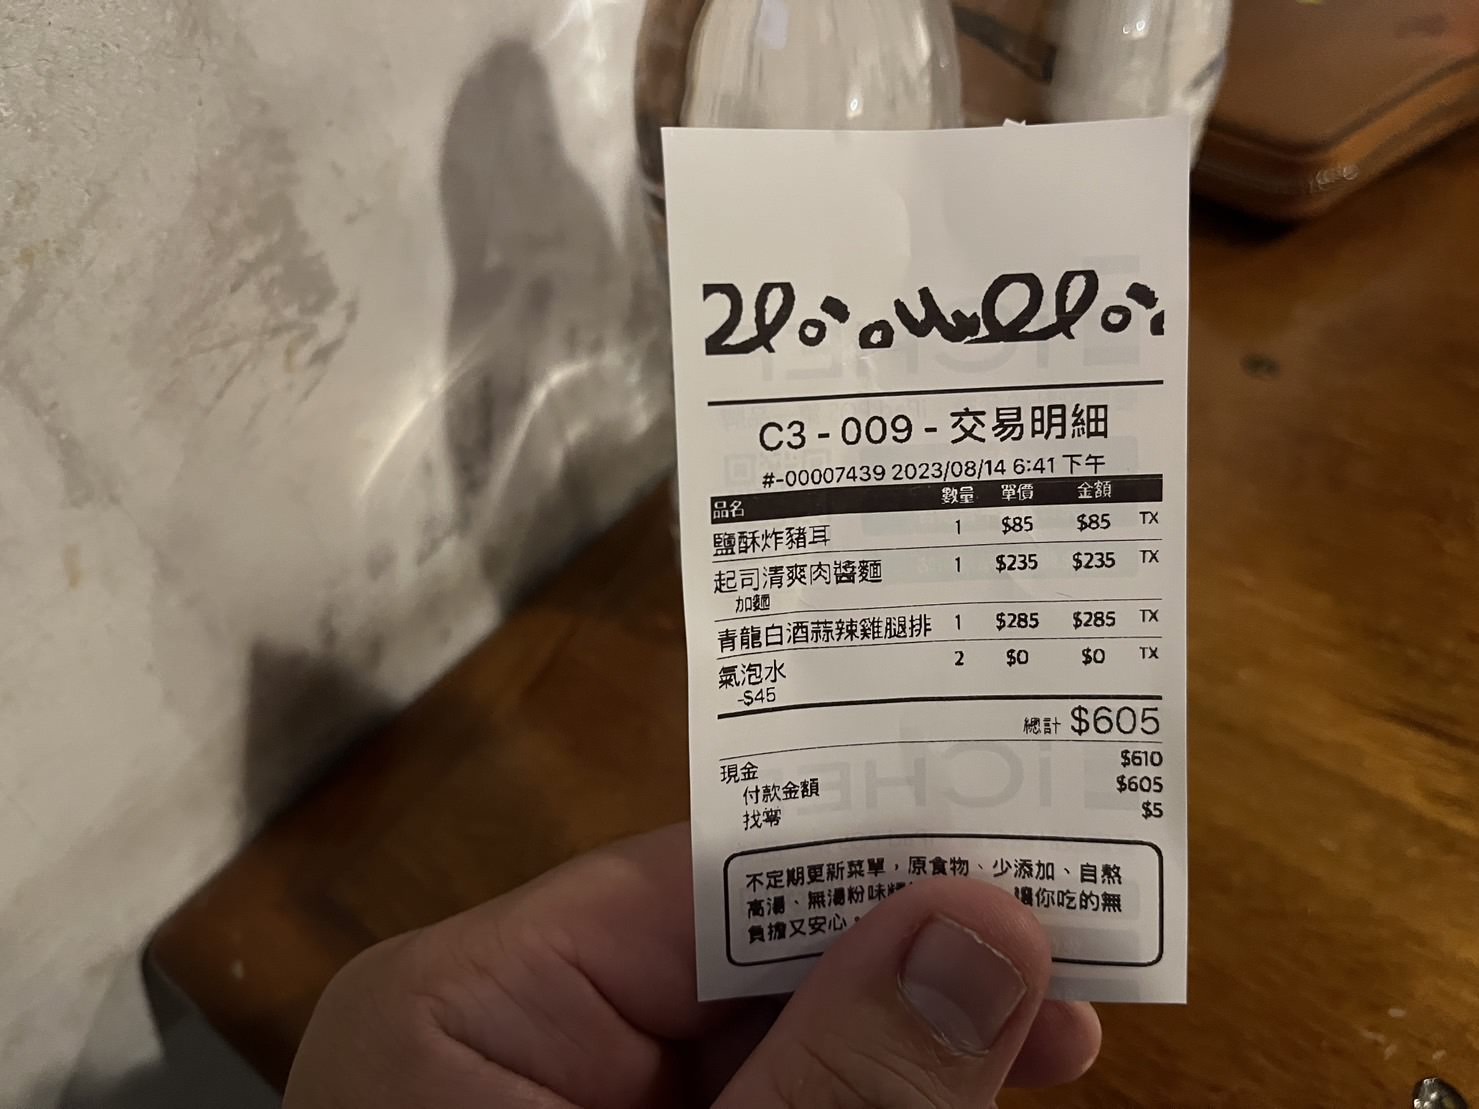 C3 - 009 - 交易明細
#-00007439 2023/08/14 6:41 下午
品名 數量 單價 金額
鹽酥炸豬耳 1 $85 $85 TX
起司清爽肉醬麵 1 $235 $235 TX
加麵
青龍白酒蒜辣雞腿排 1 $285 $285 TX
氣泡水 2 $0 $0 TX
-$45
總計 $605
現金 $610
付款金額 $605
找零 $5
不定期更新菜單，原食物、少添加、自熬
高湯、無湯粉味 讓你吃的無
負擔又安心。